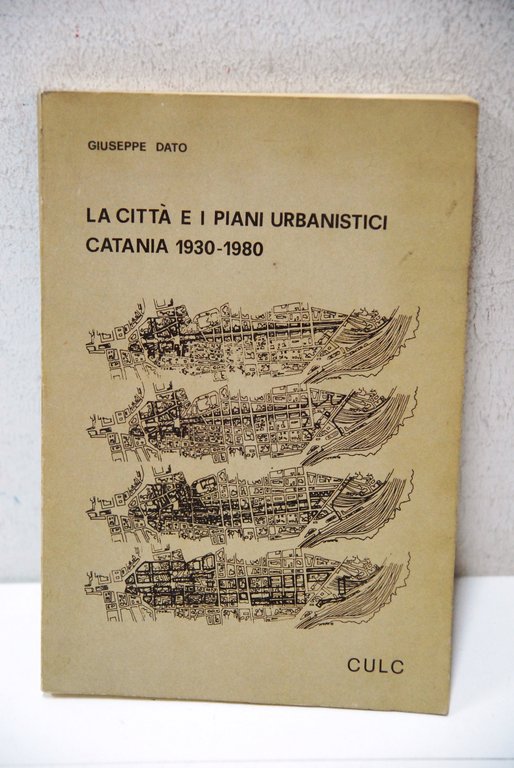 GIUSEPPE DATO
LA CITTÀ E I PIANI URBANISTICI
CATANIA 1930-1980
CULC